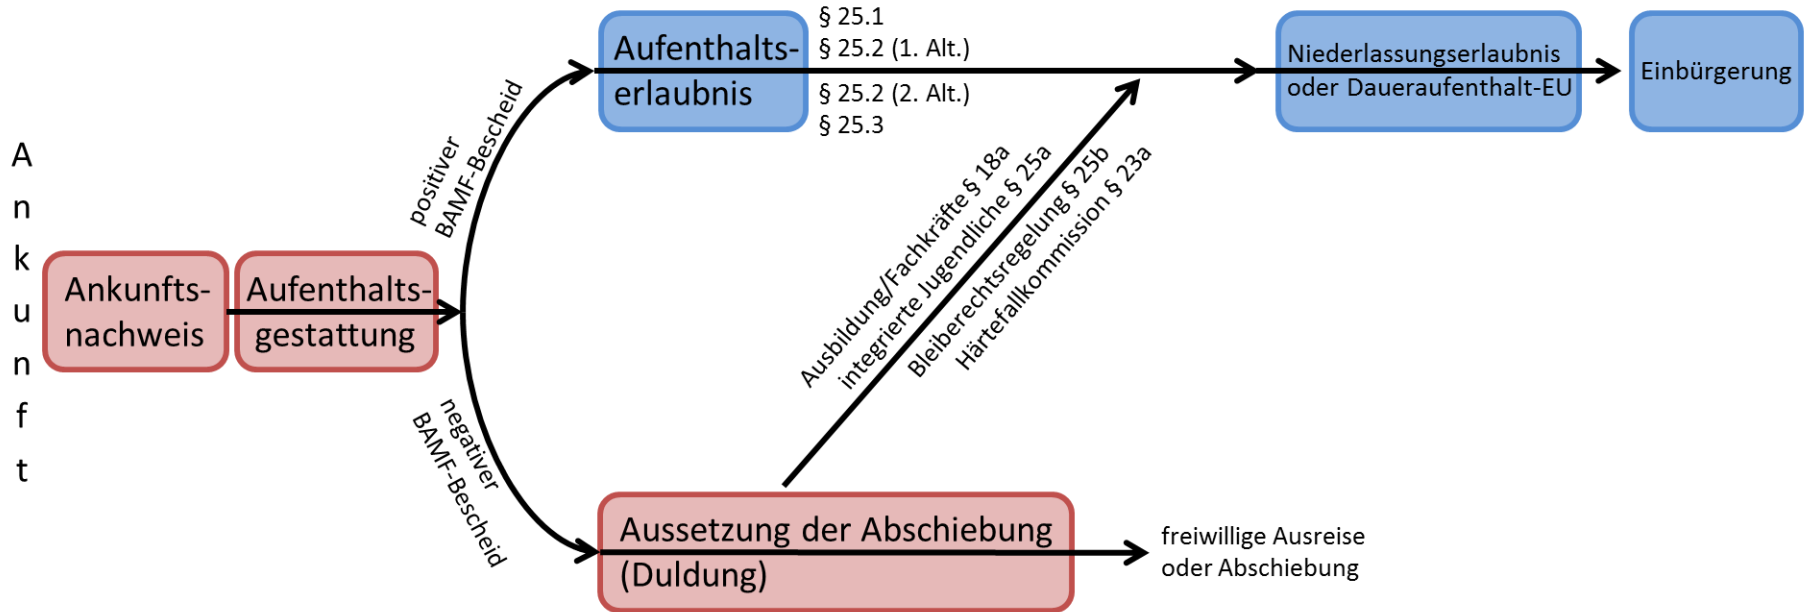 Ankunft
Ankunfts-
nachweis
Aufenthalts-
gestattung
positiver
BAMF-Bescheid
negativer
BAMF-Bescheid
Aufenthalts-
erlaubnis
§ 25.1
§ 25.2 (1. Alt.)
§ 25.2 (2. Alt.)
§ 25.3
Ausbildung/Fachkräfte § 18a
integrierte Jugendliche § 25a
Bleiberechtsregelung § 25b
Härtefallkommission § 23a
Niederlassungserlaubnis
oder Daueraufenthalt-EU
Einbürgerung
Aussetzung der Abschiebung
(Duldung)
freiwillige Ausreise
oder Abschiebung